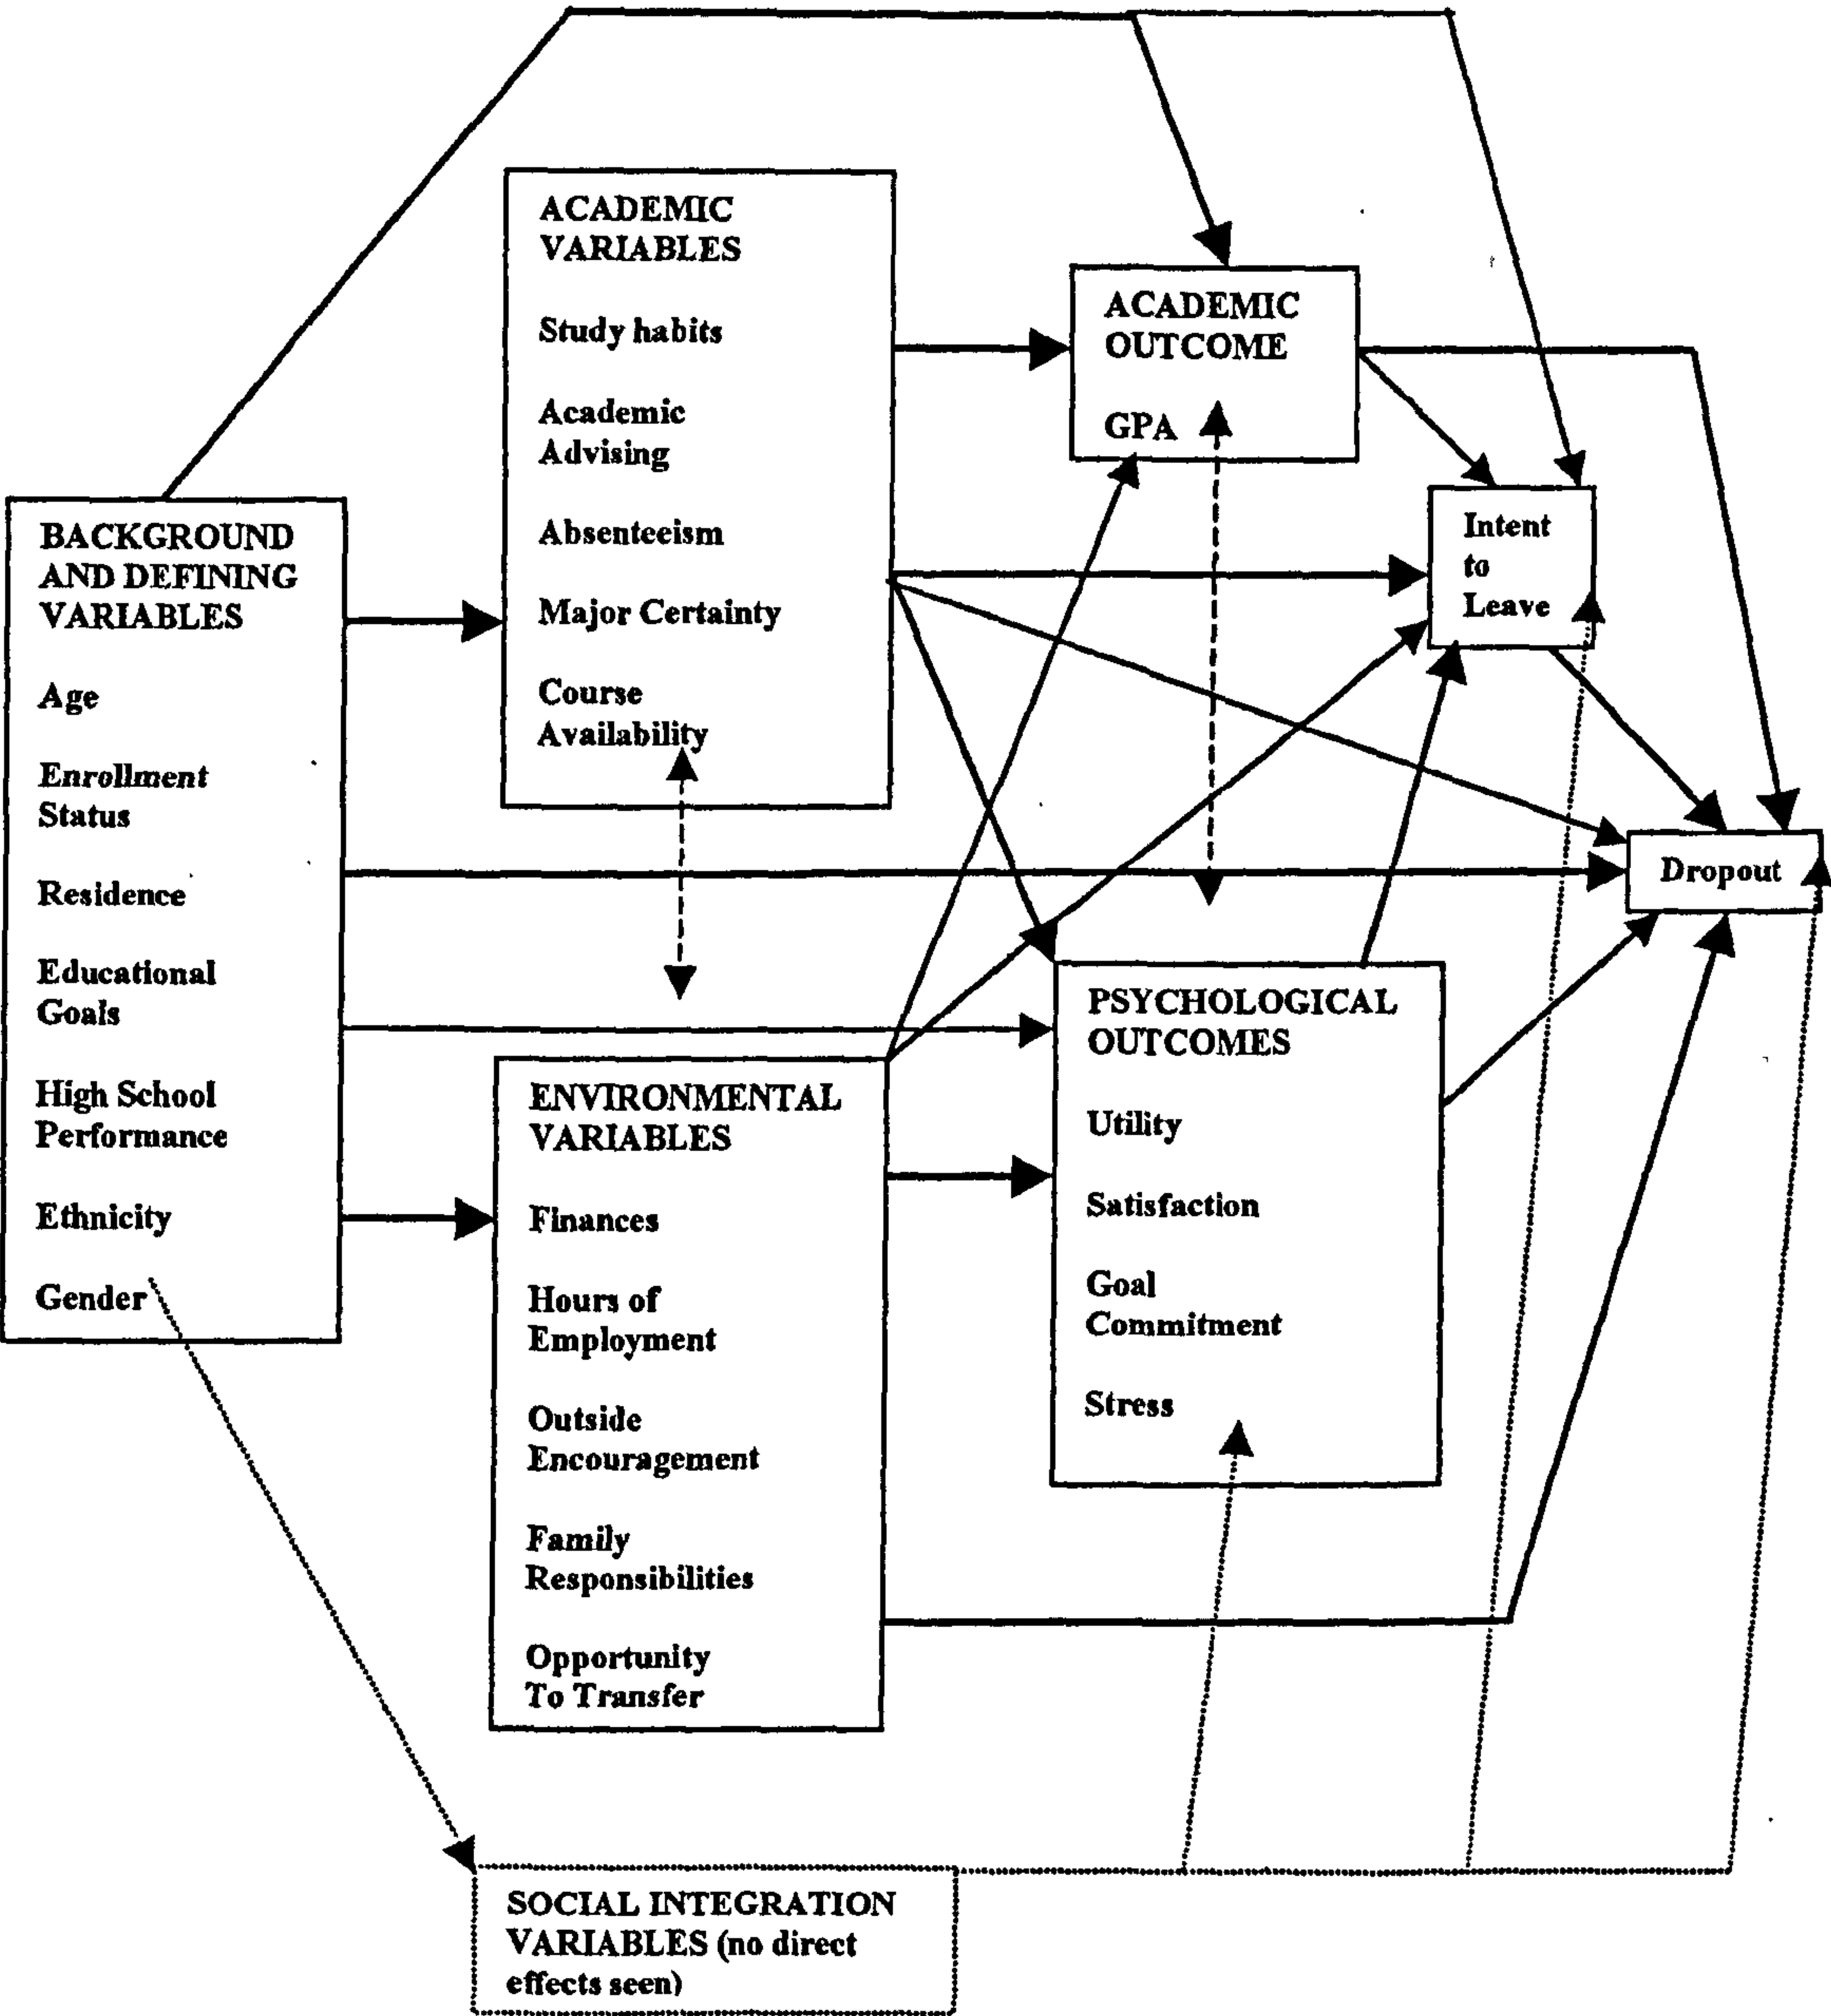 ACADEMIC
VARIABLES
Study habits
Academic
Advising
Absenteeism
Major Certainty
Course
Availability
ACADEMIC
OUTCOME
GPA
Intent
to
Leave
BACKGROUND
AND DEFINING
VARIABLES
Age
Enrollment
Status
Residence
Educational
Goals
High School
Performance
Ethnicity
Gender
Dropout
PSYCHOLOGICAL
OUTCOMES
Utility
Satisfaction
Goal
Commitment
Stress
ENVIRONMENTAL
VARIABLES
Finances
Hours of
Employment
Outside
Encouragement
Family
Responsibilities
Opportunity
To Transfer
SOCIAL INTEGRATION
VARIABLES (no direct
effects seen)